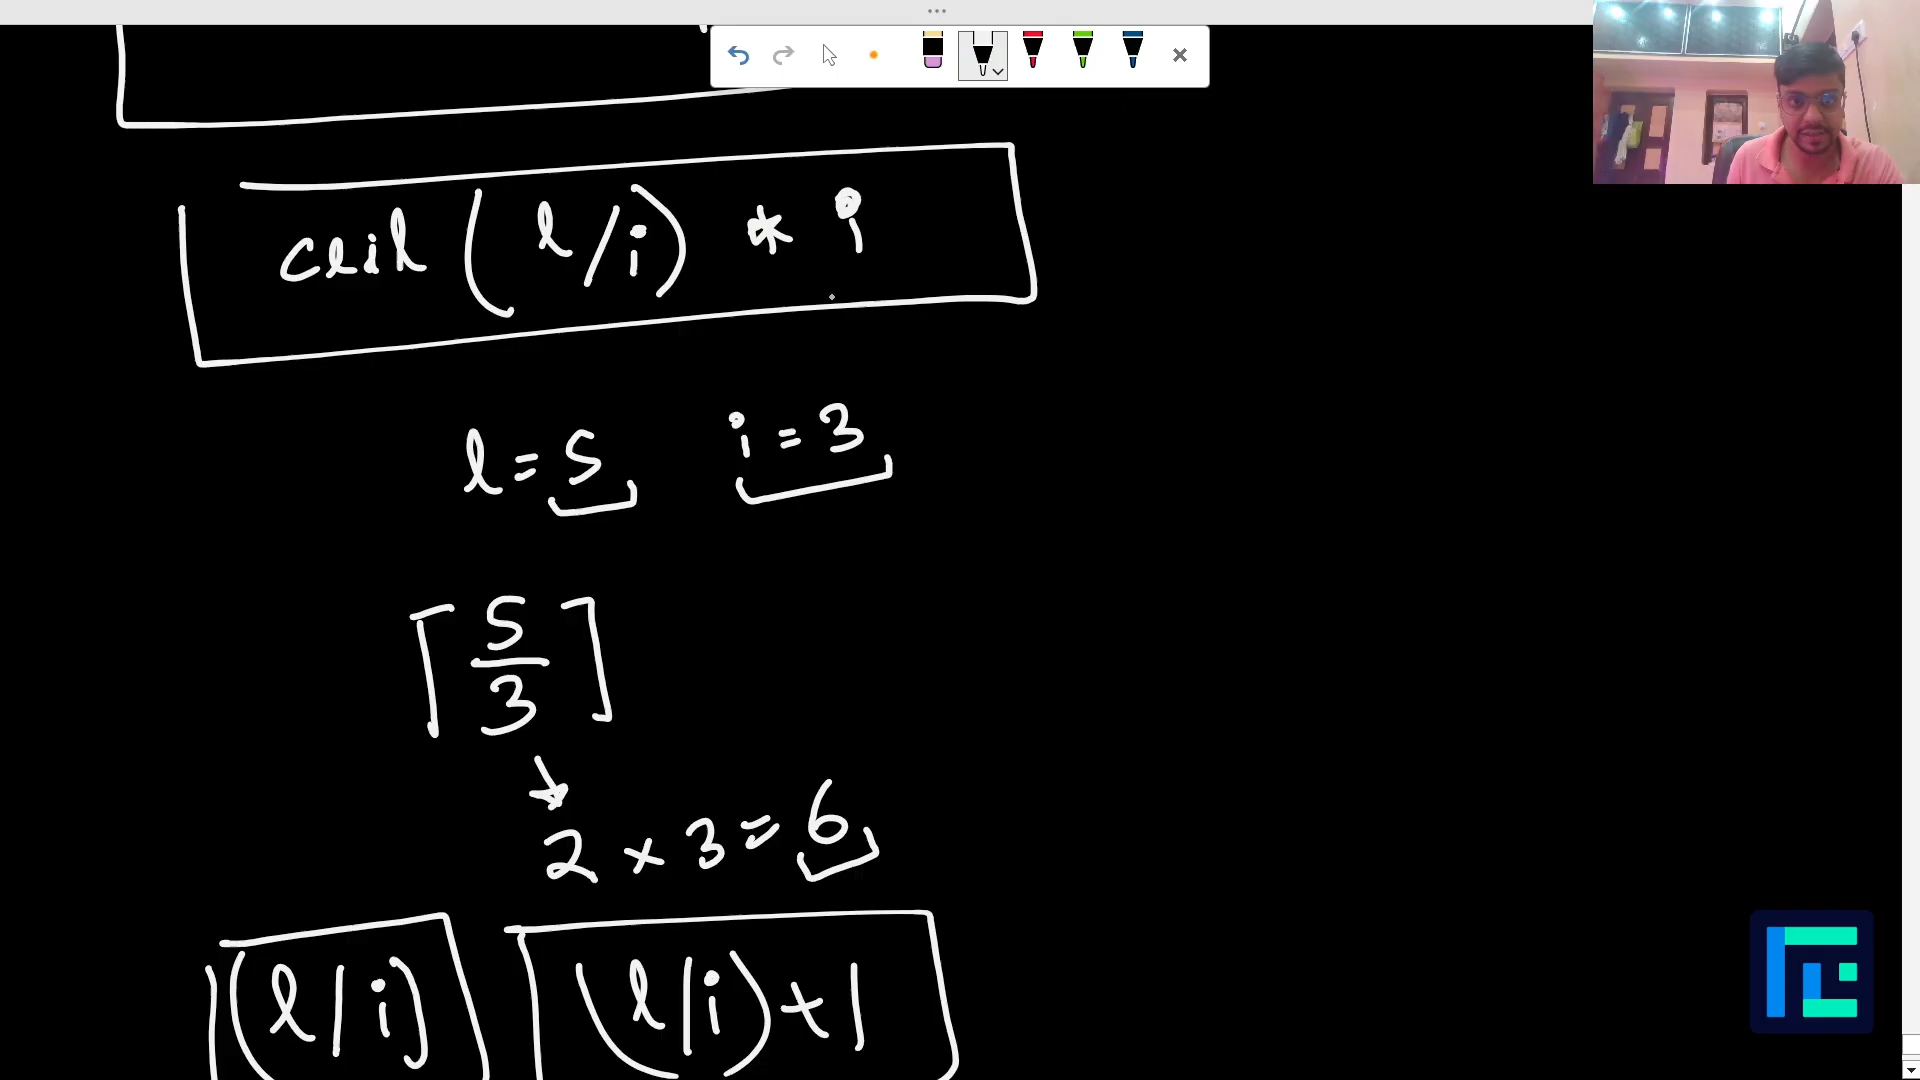 ceil (l/i) * i
l = 5 i = 3
⌈5/3⌉
2 x 3 = 6
(l/i) (l/i)+1